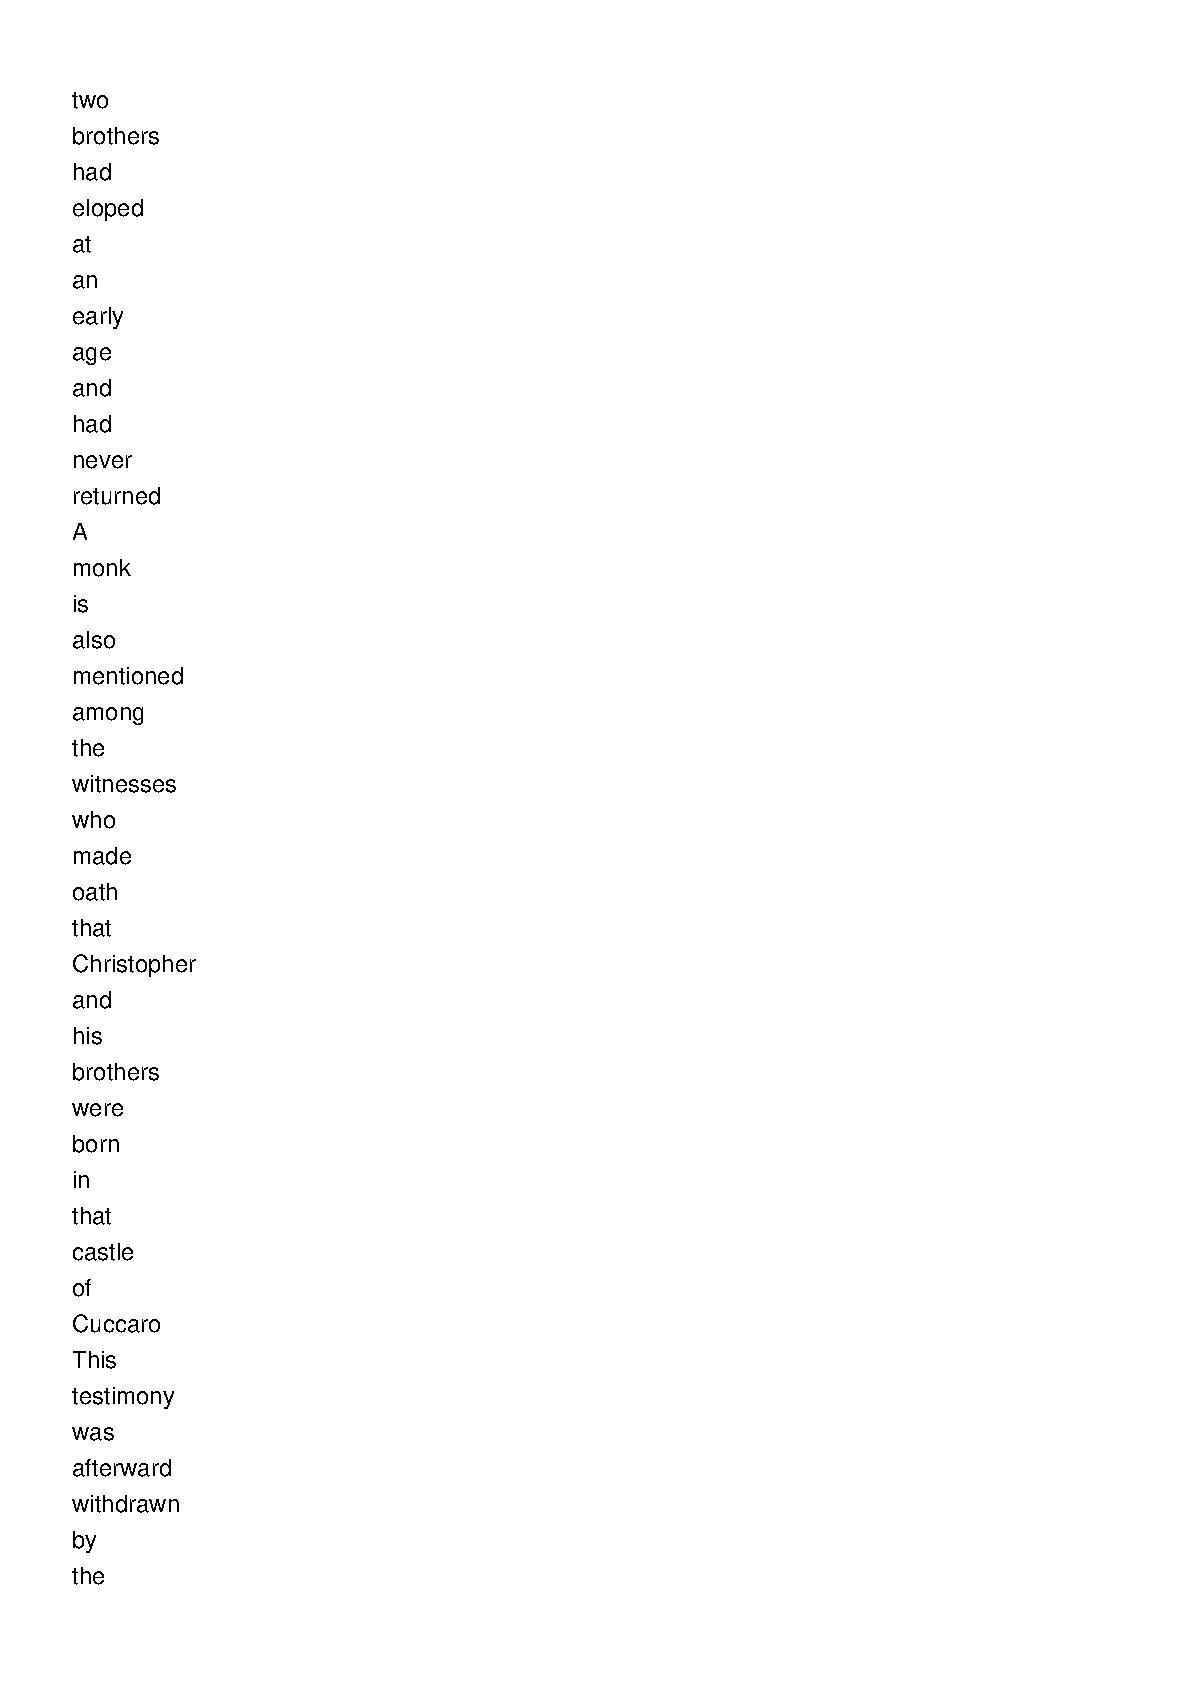 two
brothers
had
eloped
at
an
early
age
and
had
never
returned
A
monk
is
also
mentioned
among
the
witnesses
who
made
oath
that
Christopher
and
his
brothers
were
born
in
that
castle
of
Cuccaro
This
testimony
was
afterward
withdrawn
by
the